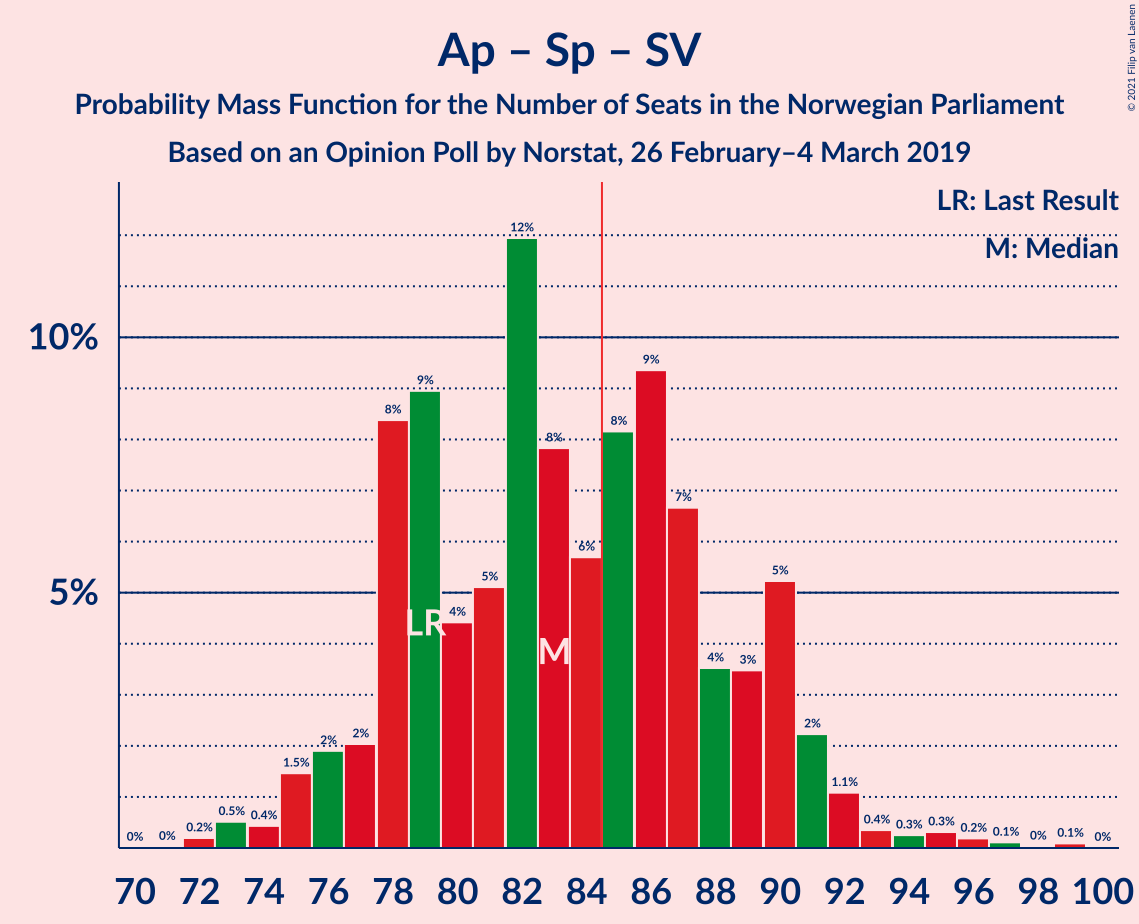 Ap – Sp – SV
Probability Mass Function for the Number of Seats in the Norwegian Parliament
Based on an Opinion Poll by Norstat, 26 February–4 March 2019
© 2021 Filip van Laenen
LR: Last Result
M: Median
10%
5%
0% 0% 0.2% 0.5% 0.4% 1.5% 2% 2% 8% 9% 4% 5% 12% 8% 6% 8% 9% 7% 4% 3% 5% 2% 1.1% 0.4% 0.3% 0.3% 0.2% 0.1% 0% 0.1% 0%
LR
M
70 72 74 76 78 80 82 84 86 88 90 92 94 96 98 100